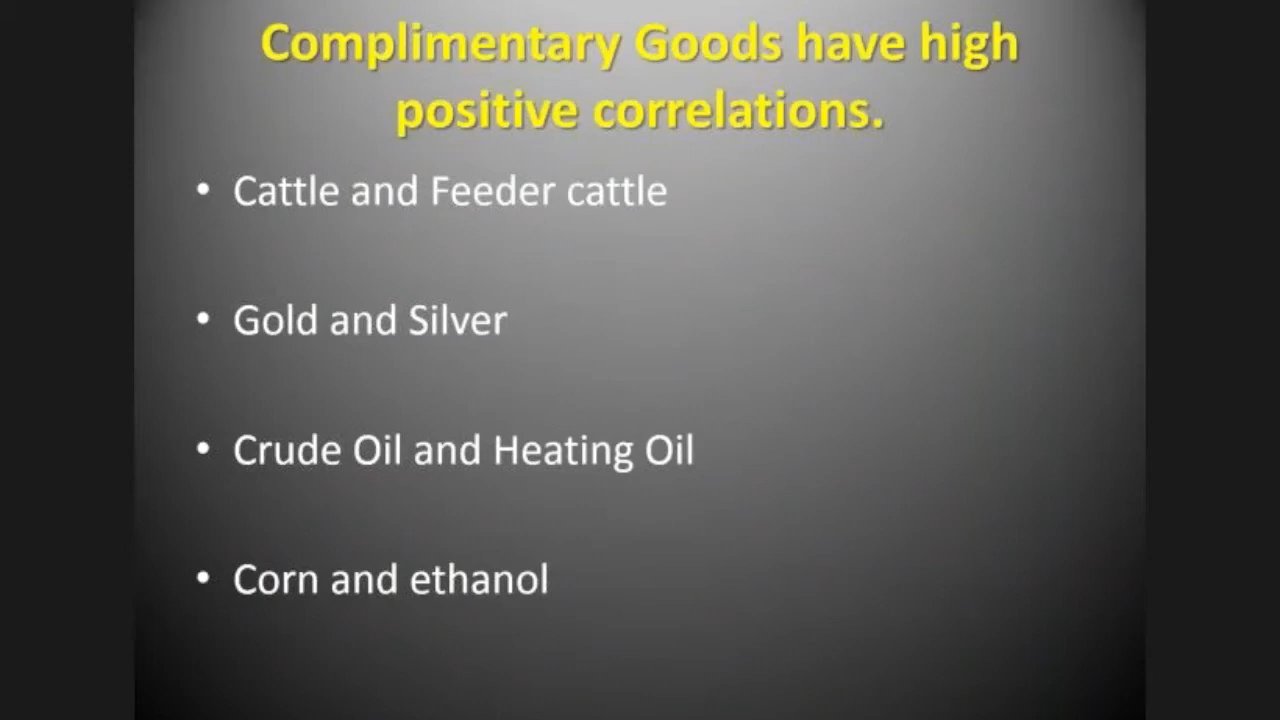 Complimentary Goods have high
positive correlations.
• Cattle and Feeder cattle
• Gold and Silver
• Crude Oil and Heating Oil
• Corn and ethanol